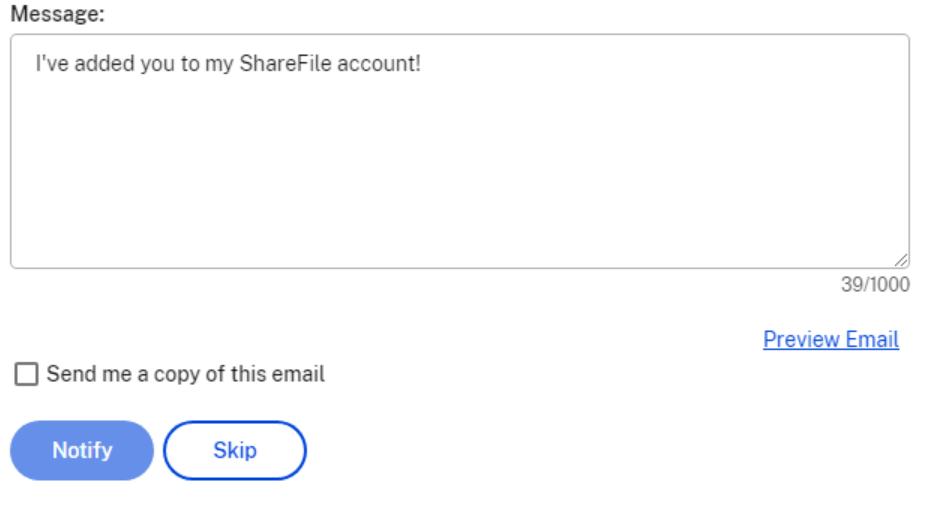 Message:
I've added you to my ShareFile account!
39/1000
Preview Email
Send me a copy of this email
Notify Skip